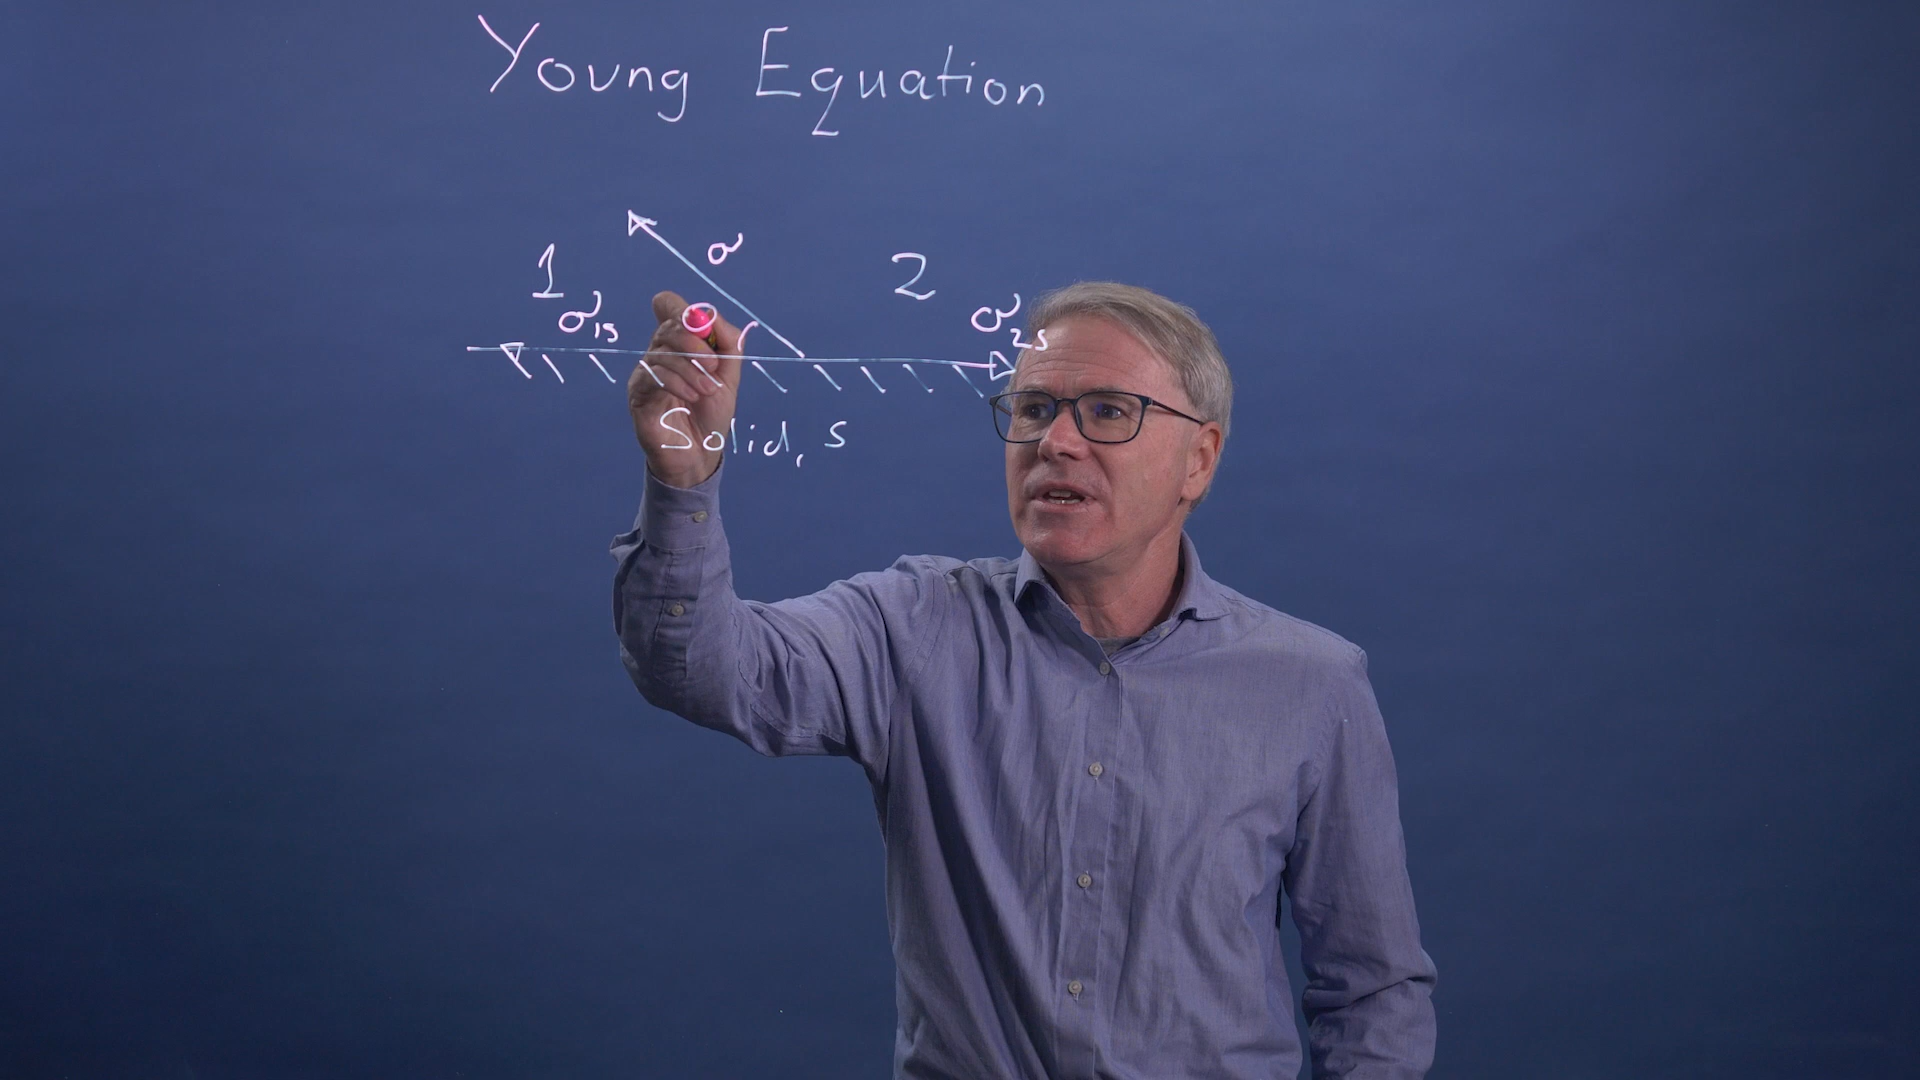 Young Equation
σ
1 2
σ₁ₛ σ₂ₛ
Solid, s